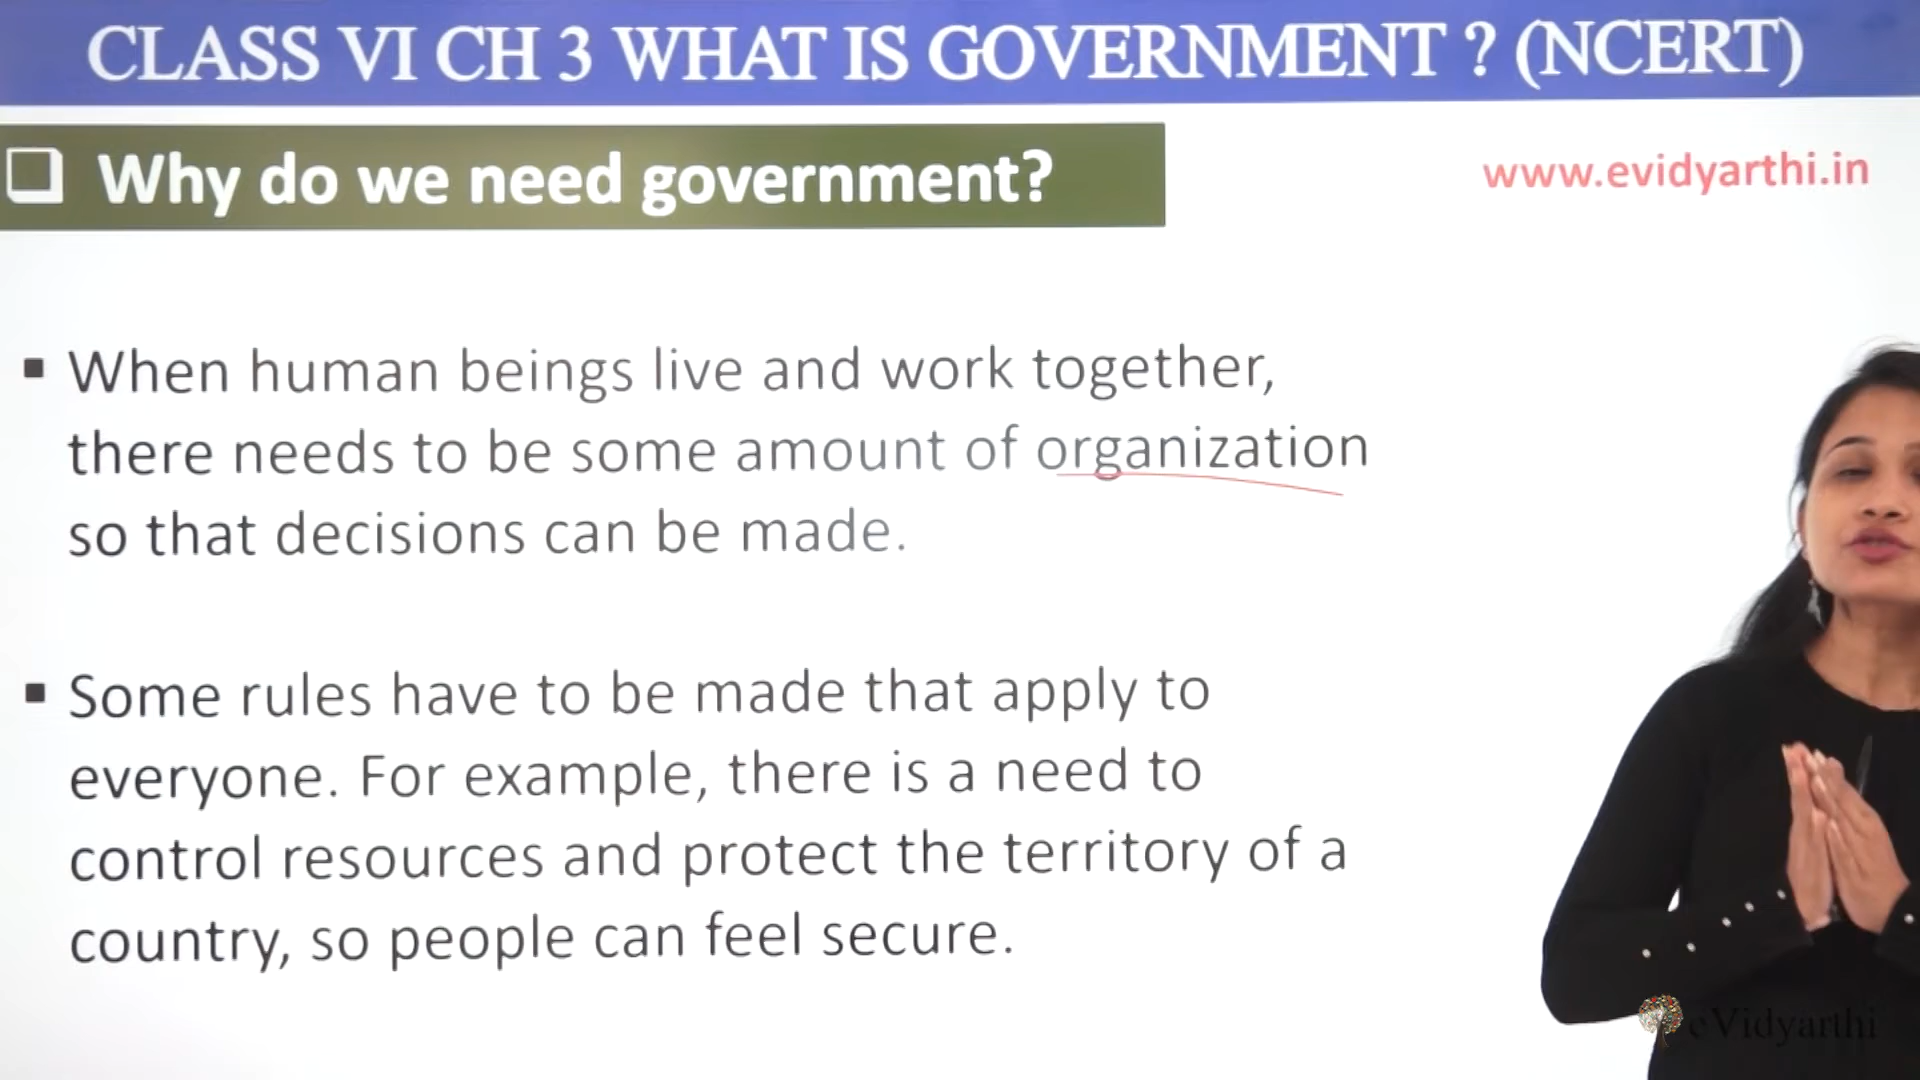 CLASS VI CH 3 WHAT IS GOVERNMENT ? (NCERT)
Why do we need government?
www.evidyarthi.in
When human beings live and work together,
there needs to be some amount of organization
so that decisions can be made.
Some rules have to be made that apply to
everyone. For example, there is a need to
control resources and protect the territory of a
country, so people can feel secure.
eVidyarthi